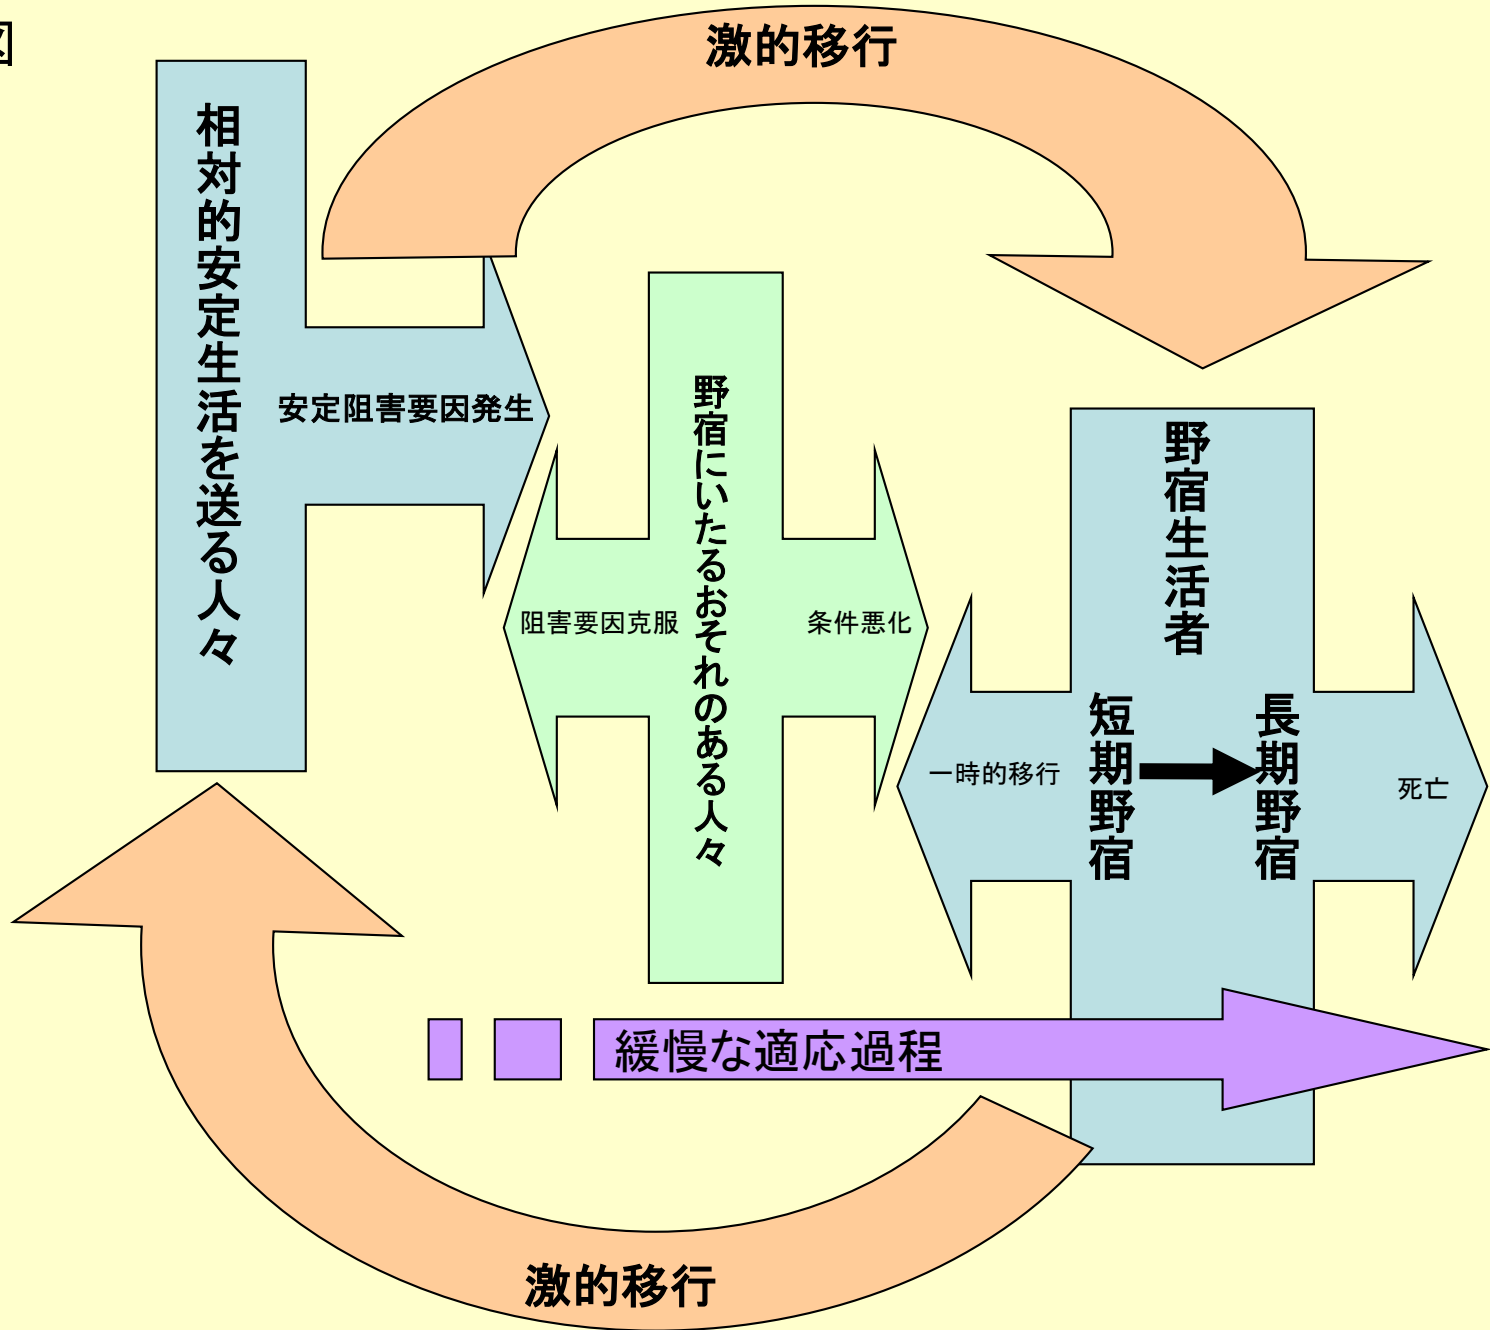 図
激的移行
相対的安定生活を送る人々
安定阻害要因発生
野宿にいたるおそれのある人々
阻害要因克服
条件悪化
野宿生活者
短期野宿
長期野宿
一時的移行
死亡
緩慢な適応過程
激的移行